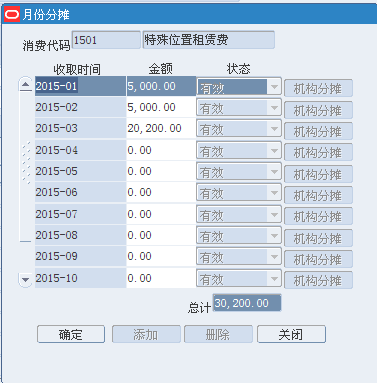 月份分摊
消费代码 1501 特殊位置租赁费
收取时间 金额 状态
2015-01 5,000.00 有效 机构分摊
2015-02 5,000.00 有效 机构分摊
2015-03 20,200.00 有效 机构分摊
2015-04 0.00 有效 机构分摊
2015-05 0.00 有效 机构分摊
2015-06 0.00 有效 机构分摊
2015-07 0.00 有效 机构分摊
2015-08 0.00 有效 机构分摊
2015-09 0.00 有效 机构分摊
2015-10 0.00 有效 机构分摊
总计 30,200.00
确定 添加 删除 关闭